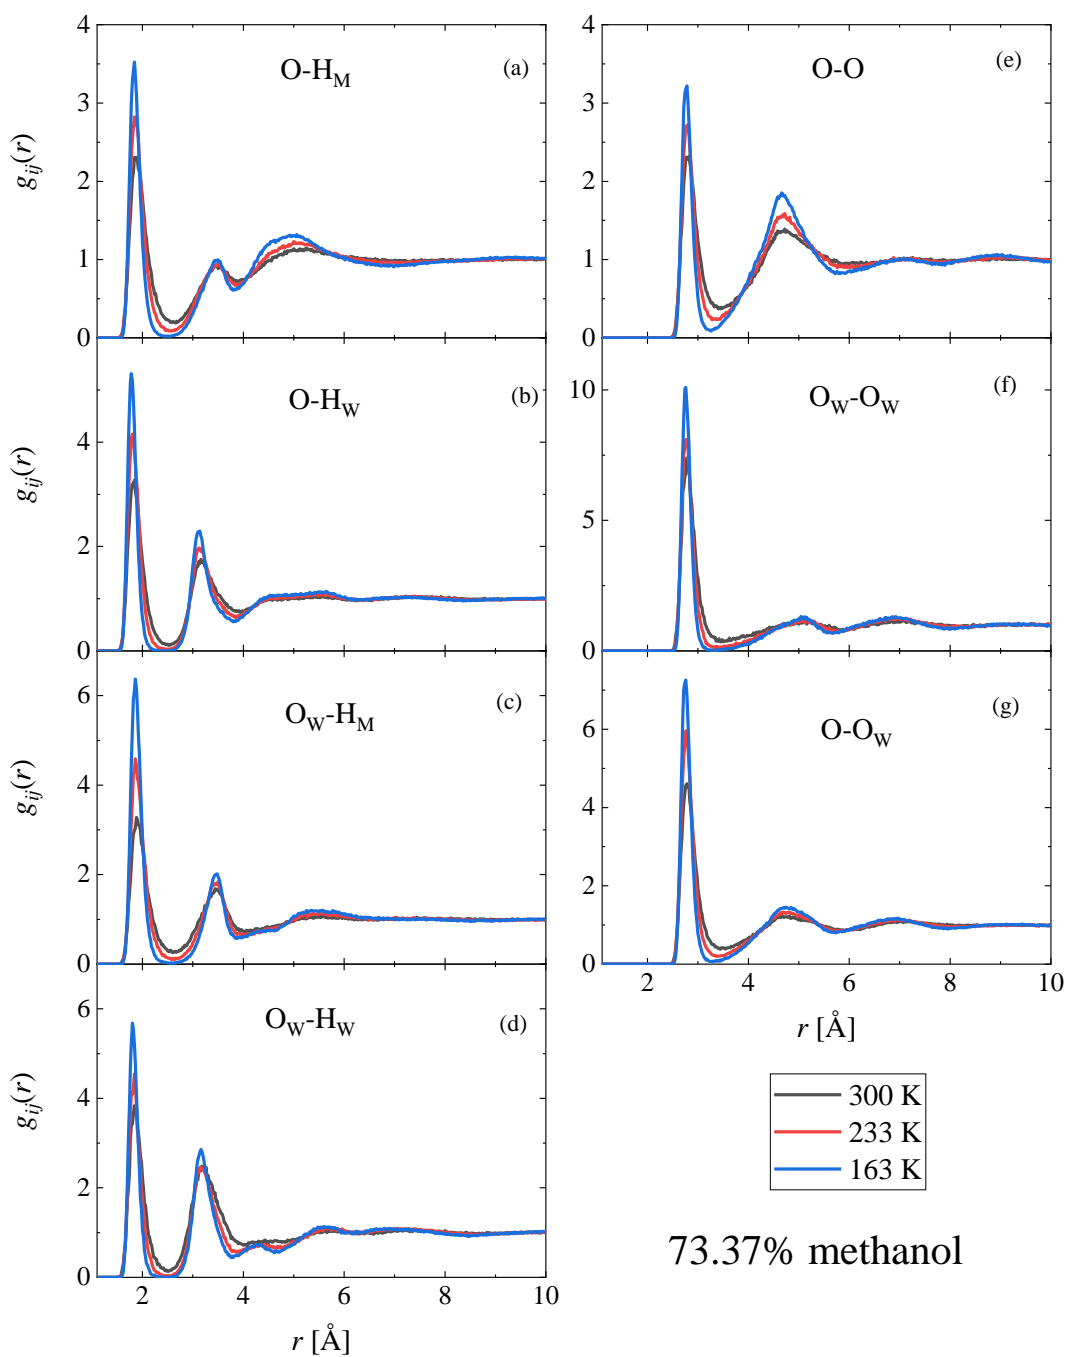 4
3
2
1
0
g_ij(r)
O-H_M
(a)
4
2
0
g_ij(r)
O-H_W
(b)
6
4
2
0
g_ij(r)
O_W-H_M
(c)
6
4
2
0
g_ij(r)
O_W-H_W
(d)
2 4 6 8 10
r [Å]
4
3
2
1
0
O-O
(e)
10
5
0
O_W-O_W
(f)
6
4
2
0
O-O_W
(g)
2 4 6 8 10
r [Å]
300 K
233 K
163 K
73.37% methanol